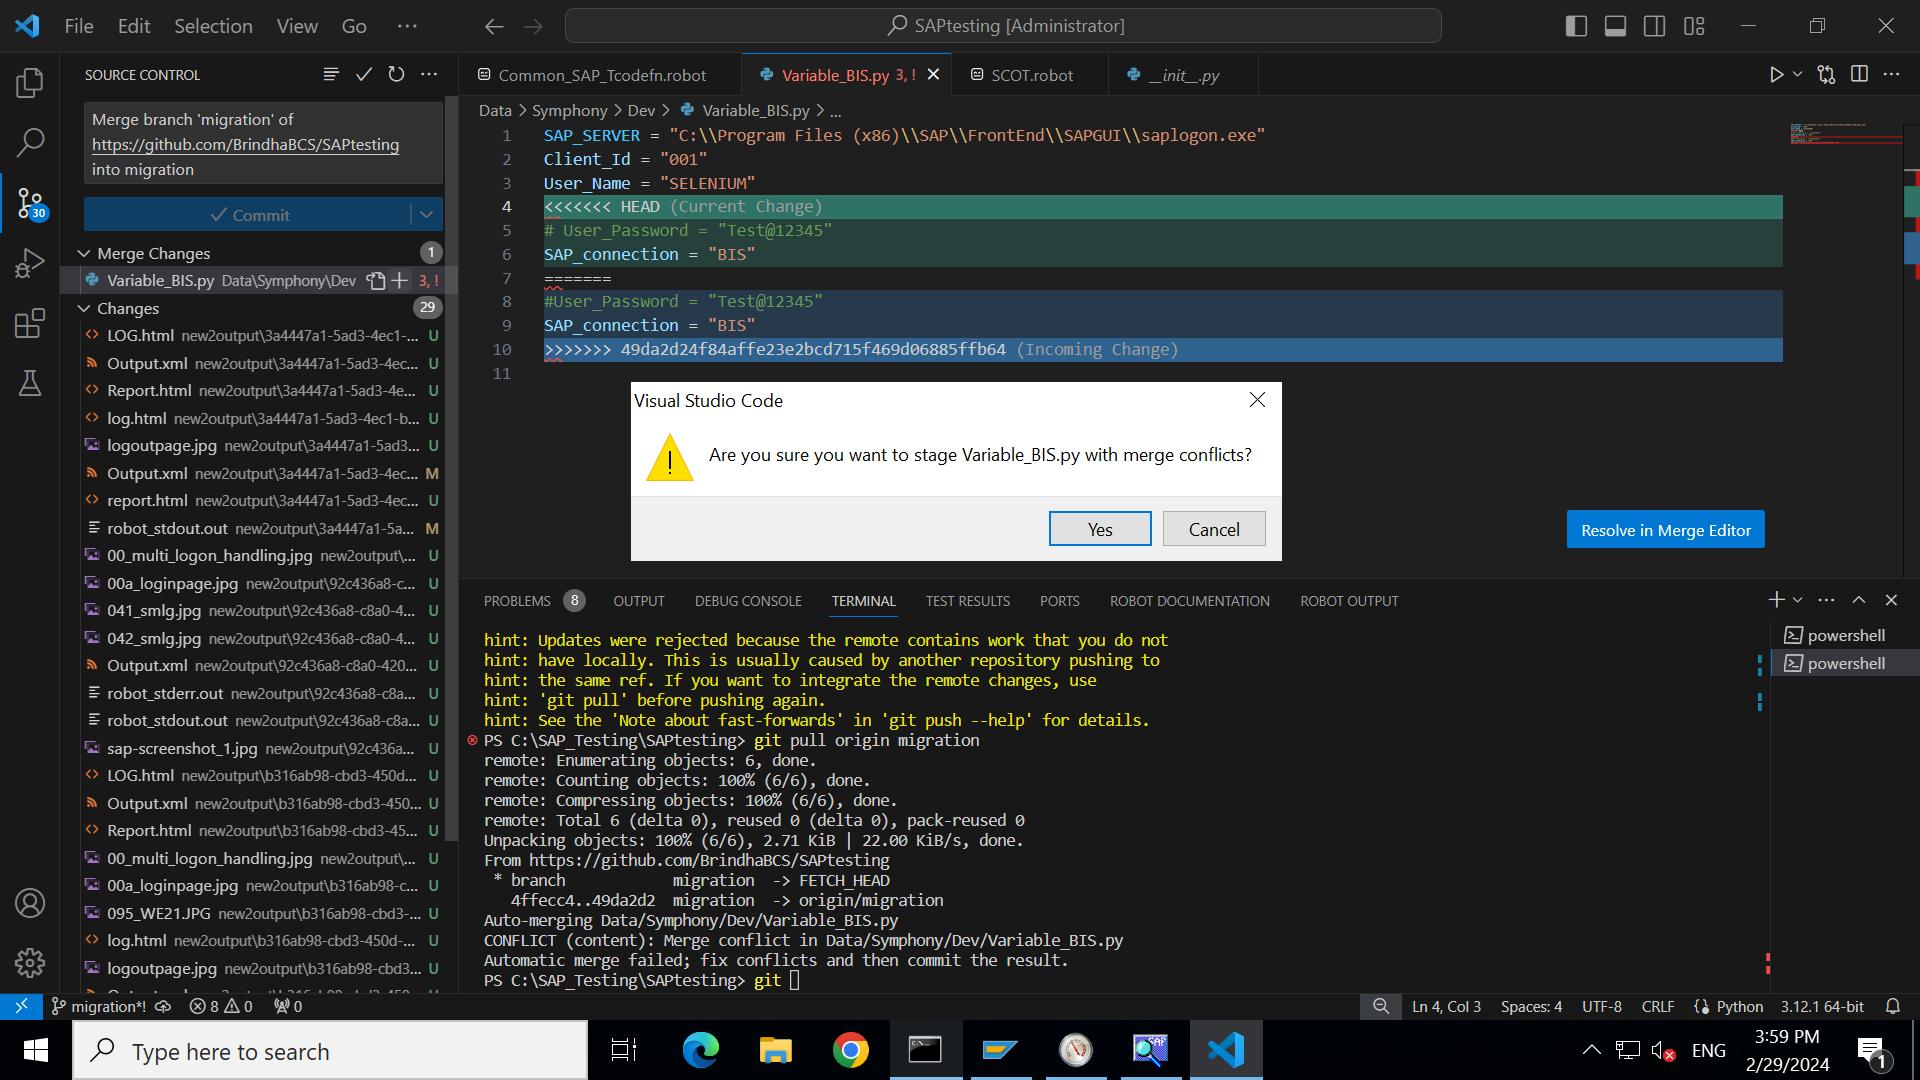 File Edit Selection View Go ···
SAPtesting [Administrator]
SOURCE CONTROL
Merge branch 'migration' of
https://github.com/BrindhaBCS/SAPtesting
into migration
Commit
30
Merge Changes 1
Variable_BIS.py Data\Symphony\Dev 3, !
Changes 29
LOG.html new2output\3a4447a1-5ad3-4ec1-... U
Output.xml new2output\3a4447a1-5ad3-4ec... U
Report.html new2output\3a4447a1-5ad3-4e... U
log.html new2output\3a4447a1-5ad3-4ec1-b... U
logoutpage.jpg new2output\3a4447a1-5ad3... U
Output.xml new2output\3a4447a1-5ad3-4ec... M
report.html new2output\3a4447a1-5ad3-4ec... U
robot_stdout.out new2output\3a4447a1-5a... M
00_multi_logon_handling.jpg new2output\... U
00a_loginpage.jpg new2output\92c436a8-c... U
041_smlg.jpg new2output\92c436a8-c8a0-4... U
042_smlg.jpg new2output\92c436a8-c8a0-4... U
Output.xml new2output\92c436a8-c8a0-420... U
robot_stderr.out new2output\92c436a8-c8a... U
robot_stdout.out new2output\92c436a8-c8a... U
sap-screenshot_1.jpg new2output\92c436a... U
LOG.html new2output\b316ab98-cbd3-450d... U
Output.xml new2output\b316ab98-cbd3-450... U
Report.html new2output\b316ab98-cbd3-45... U
00_multi_logon_handling.jpg new2output\... U
00a_loginpage.jpg new2output\b316ab98-c... U
095_WE21.JPG new2output\b316ab98-cbd3-... U
log.html new2output\b316ab98-cbd3-450d-... U
logoutpage.jpg new2output\b316ab98-cbd3... U
Common_SAP_Tcodefn.robot Variable_BIS.py 3, ! SCOT.robot __init__.py
Data > Symphony > Dev > Variable_BIS.py > ...
1 SAP_SERVER = "C:\\Program Files (x86)\\SAP\\FrontEnd\\SAPGUI\\saplogon.exe"
2 Client_Id = "001"
3 User_Name = "SELENIUM"
4 <<<<<<< HEAD (Current Change)
5 # User_Password = "Test@12345"
6 SAP_connection = "BIS"
7 =======
8 #User_Password = "Test@12345"
9 SAP_connection = "BIS"
10 >>>>>>> 49da2d24f84affe23e2bcd715f469d06885ffb64 (Incoming Change)
11
Visual Studio Code
Are you sure you want to stage Variable_BIS.py with merge conflicts?
Yes Cancel
Resolve in Merge Editor
PROBLEMS 8 OUTPUT DEBUG CONSOLE TERMINAL TEST RESULTS PORTS ROBOT DOCUMENTATION ROBOT OUTPUT
powershell
powershell
hint: Updates were rejected because the remote contains work that you do not
hint: have locally. This is usually caused by another repository pushing to
hint: the same ref. If you want to integrate the remote changes, use
hint: 'git pull' before pushing again.
hint: See the 'Note about fast-forwards' in 'git push --help' for details.
PS C:\SAP_Testing\SAPtesting> git pull origin migration
remote: Enumerating objects: 6, done.
remote: Counting objects: 100% (6/6), done.
remote: Compressing objects: 100% (6/6), done.
remote: Total 6 (delta 0), reused 0 (delta 0), pack-reused 0
Unpacking objects: 100% (6/6), 2.71 KiB | 22.00 KiB/s, done.
From https://github.com/BrindhaBCS/SAPtesting
* branch migration -> FETCH_HEAD
4ffecc4..49da2d2 migration -> origin/migration
Auto-merging Data/Symphony/Dev/Variable_BIS.py
CONFLICT (content): Merge conflict in Data/Symphony/Dev/Variable_BIS.py
Automatic merge failed; fix conflicts and then commit the result.
PS C:\SAP_Testing\SAPtesting> git
migration*! 8 0 0 Ln 4, Col 3 Spaces: 4 UTF-8 CRLF Python 3.12.1 64-bit
Type here to search
ENG
3:59 PM
2/29/2024
1